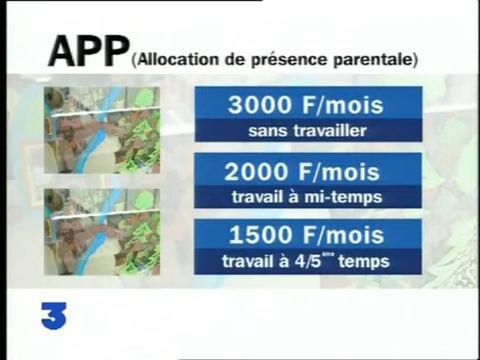 APP (Allocation de présence parentale)
3000 F/mois
sans travailler
2000 F/mois
travail à mi-temps
1500 F/mois
travail à 4/5ème temps
3